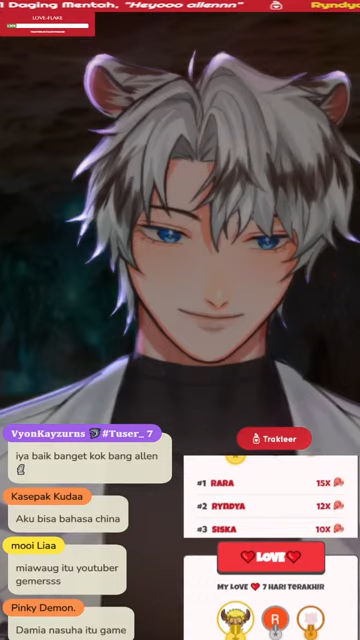 1 Daging Mentah, "Heyooo allennn"
Ryndyc
LOVE-FLAKE
VyonKayzurns #Tuser_ 7
iya baik banget kok bang allen
Kasepak Kudaa
Aku bisa bahasa china
mooi Liaa
miawaug itu youtuber
gemersss
Pinky Demon.
Damia nasuha itu game
Trakteer
#1 RARA 15X
#2 RYNDYA 12X
#3 SISKA 10X
LOVE
MY LOVE 7 HARI TERAKHIR
R